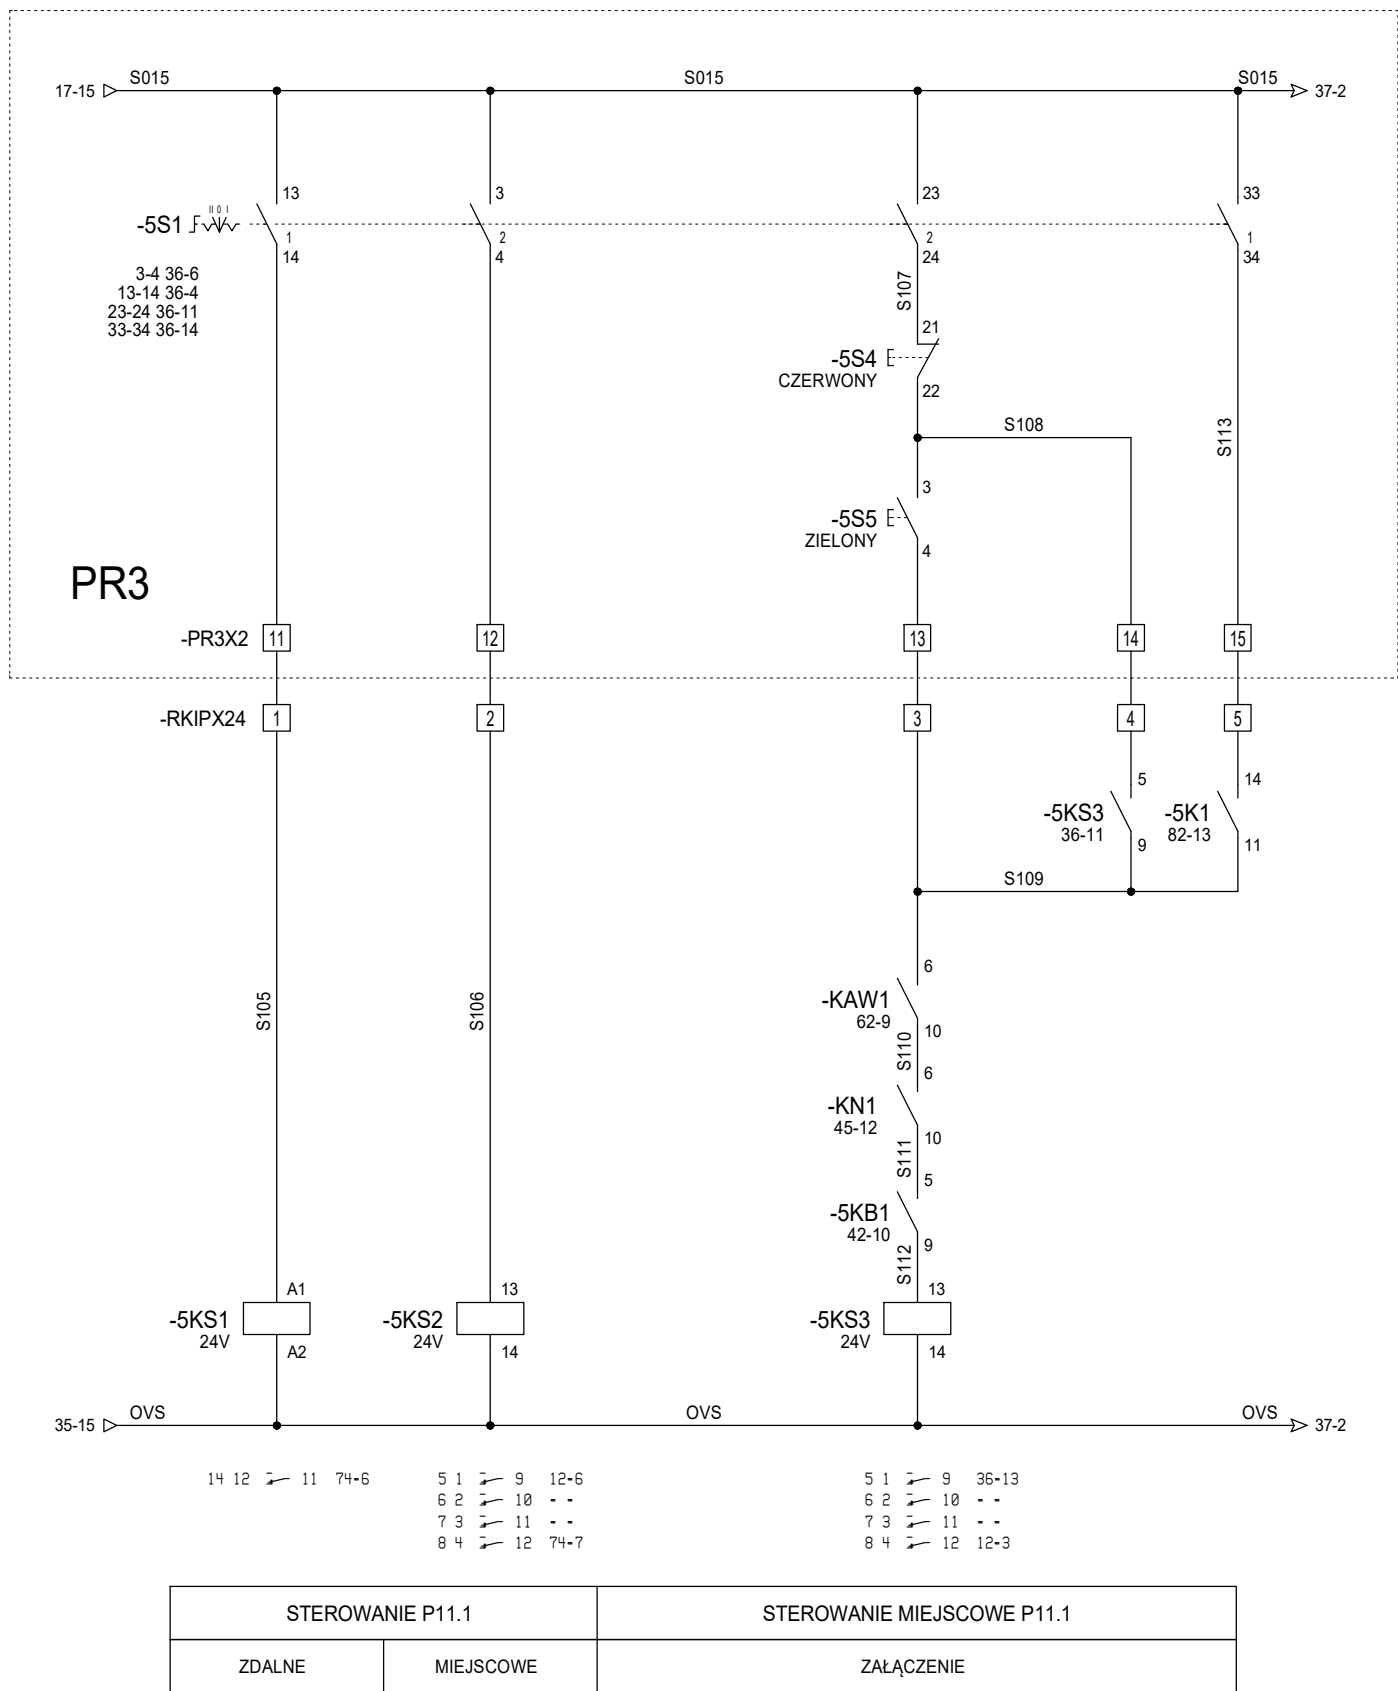 17-15 S015 S015 S015 37-2
13 3 23 33
-5S1 II 0 I 1 2 2 1
14 4 24 34
3-4 36-6
13-14 36-4
23-24 36-11
33-34 36-14
S107
21
-5S4
CZERWONY
22
S108
S113
3
-5S5
ZIELONY
4
PR3
-PR3X2 11 12 13 14 15
-RKIPX24 1 2 3 4 5
5 14
-5KS3 -5K1
36-11 82-13
9 11
S109
6
-KAW1
62-9
10
S105 S106 S110
6
-KN1
45-12
10
S111
5
-5KB1
42-10
9
S112
A1 13 13
-5KS1 -5KS2 -5KS3
24V 24V 24V
A2 14 14
35-15 OVS OVS OVS 37-2
14 12 11 74-6
5 1 9 12-6
6 2 10 - -
7 3 11 - -
8 4 12 74-7
5 1 9 36-13
6 2 10 - -
7 3 11 - -
8 4 12 12-3
STEROWANIE P11.1 STEROWANIE MIEJSCOWE P11.1
ZDALNE MIEJSCOWE ZAŁĄCZENIE